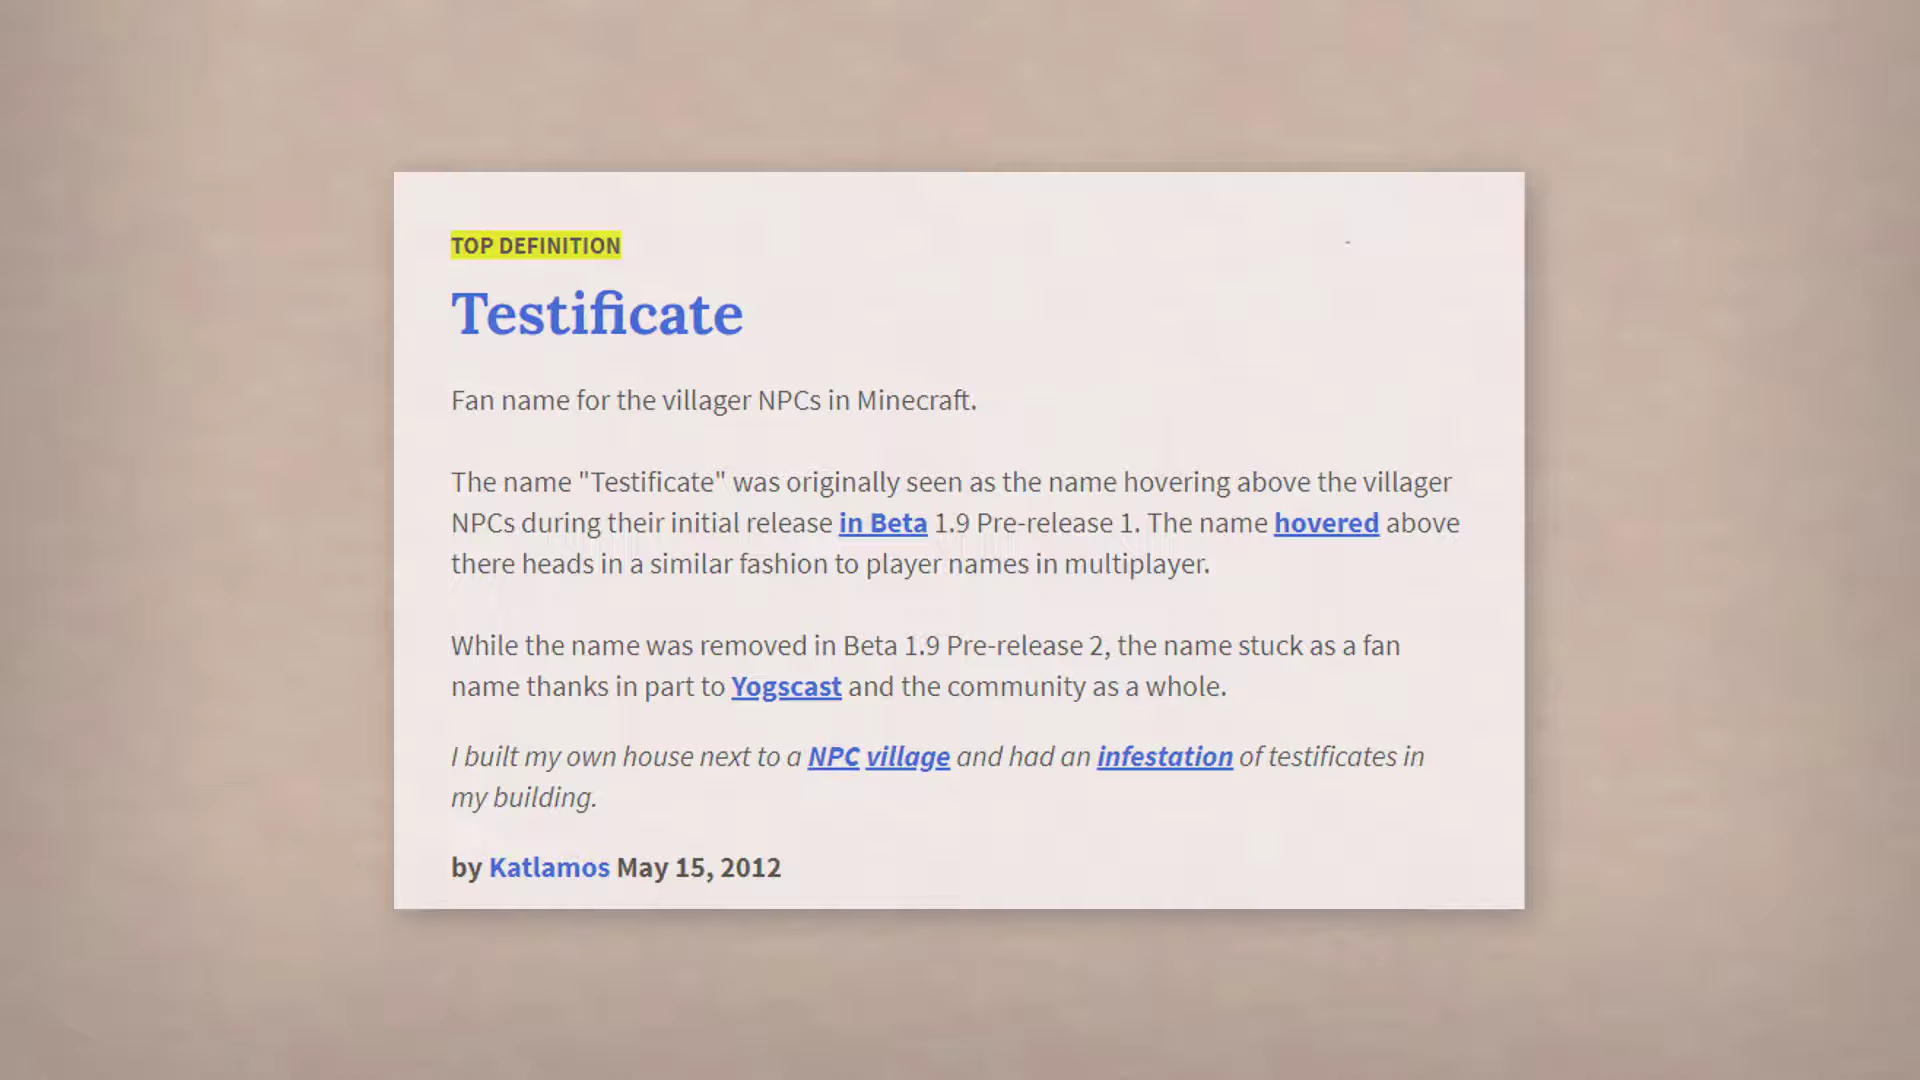 TOP DEFINITION
Testificate
Fan name for the villager NPCs in Minecraft.
The name "Testificate" was originally seen as the name hovering above the villager
NPCs during their initial release in Beta 1.9 Pre-release 1. The name hovered above
there heads in a similar fashion to player names in multiplayer.
While the name was removed in Beta 1.9 Pre-release 2, the name stuck as a fan
name thanks in part to Yogscast and the community as a whole.
I built my own house next to a NPC village and had an infestation of testificates in
my building.
by Katlamos May 15, 2012